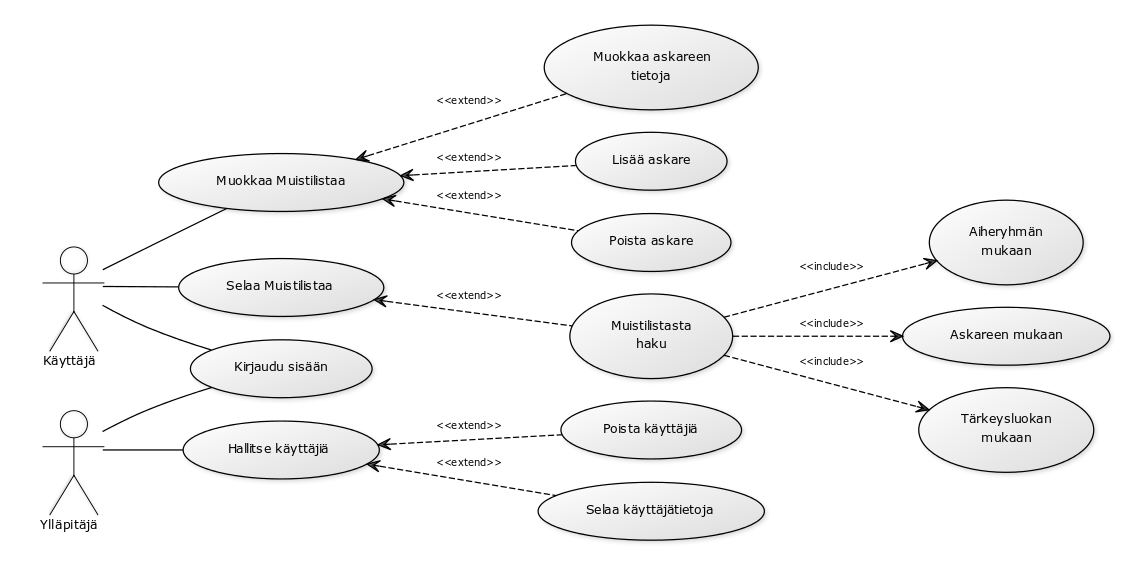 Muokkaa askareen
tietoja
<<extend>>
Lisää askare
<<extend>>
Muokkaa Muistilistaa
<<extend>>
Poista askare
Aiheryhmän
mukaan
<<include>>
Selaa Muistilistaa
<<extend>>
Muistilistasta
haku
<<include>>
Askareen mukaan
<<include>>
Käyttäjä
Kirjaudu sisään
Tärkeysluokan
mukaan
<<extend>>
Poista käyttäjiä
Hallitse käyttäjiä
<<extend>>
Selaa käyttäjätietoja
Ylläpitäjä